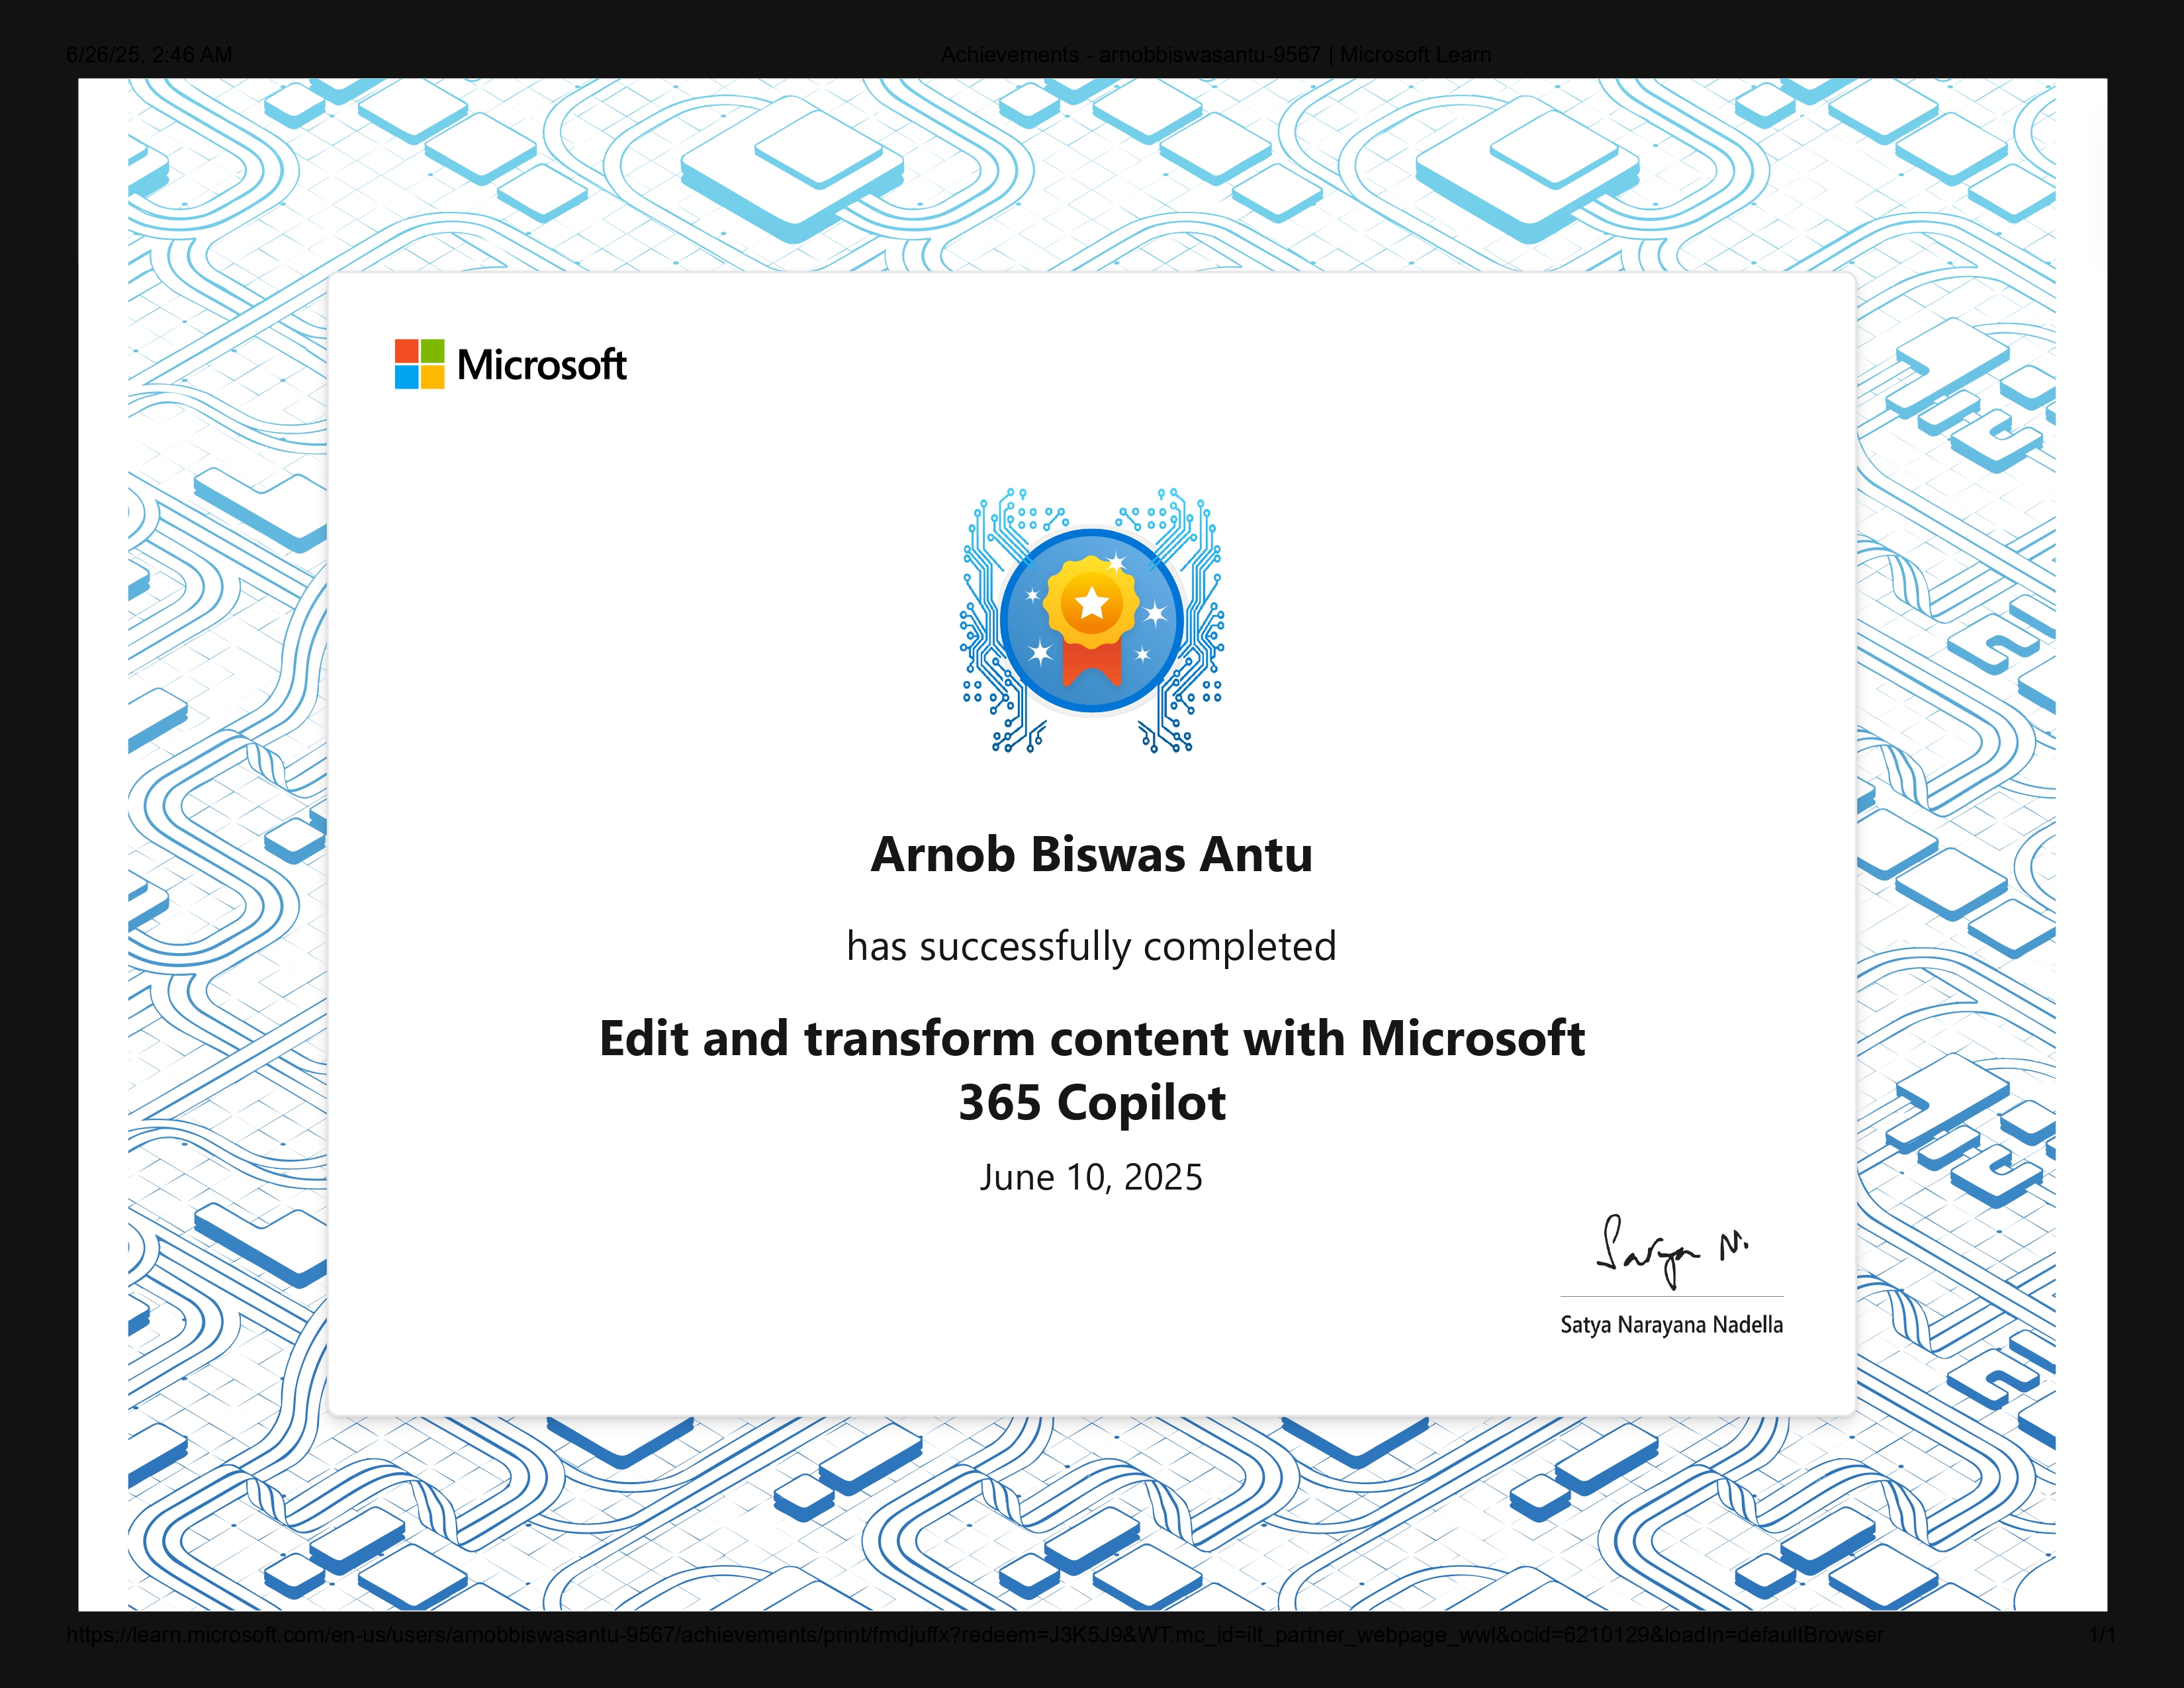 6/26/25, 2:46 AM
Achievements - arnobbiswasantu-9567 | Microsoft Learn
Microsoft
Arnob Biswas Antu
has successfully completed
Edit and transform content with Microsoft
365 Copilot
June 10, 2025
Satya N.
Satya Narayana Nadella
https://learn.microsoft.com/en-us/users/arnobbiswasantu-9567/achievements/print/fmdjuffx?redeem=J3K5J9&WT.mc_id=ilt_partner_webpage_wwl&ocid=6210129&loadIn=defaultBrowser
1/1